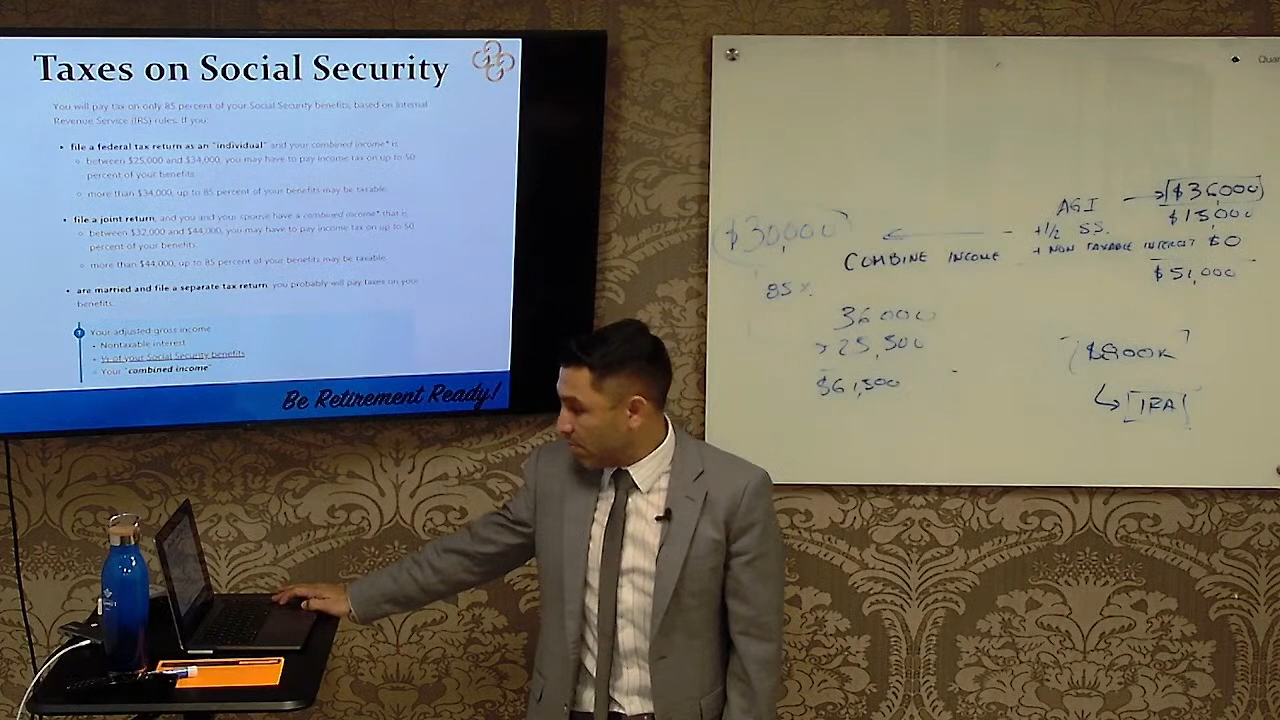 Taxes on Social Security
You will pay tax on only 85 percent of your Social Security benefits, based on Internal
Revenue Service (IRS) rules. If you:
• file a federal tax return as an "individual" and your combined income* is
between $25,000 and $34,000, you may have to pay income tax on up to 50
percent of your benefits.
more than $34,000, up to 85 percent of your benefits may be taxable.
• file a joint return, and you and your spouse have a combined income* that is
between $32,000 and $44,000, you may have to pay income tax on up to 50
percent of your benefits.
more than $44,000, up to 85 percent of your benefits may be taxable.
• are married and file a separate tax return, you probably will pay taxes on your
benefits.
Your adjusted gross income
• Nontaxable interest
• ½ of your Social Security benefits
• Your "combined income"
Be Retirement Ready!
$30,000
85%
COMBINE INCOME
AGI → $36,000
+1/2 SS. $15,000
+ NON TAXABLE INTEREST $0
$51,000
36000
25,500
$61,500
$900K
IRA